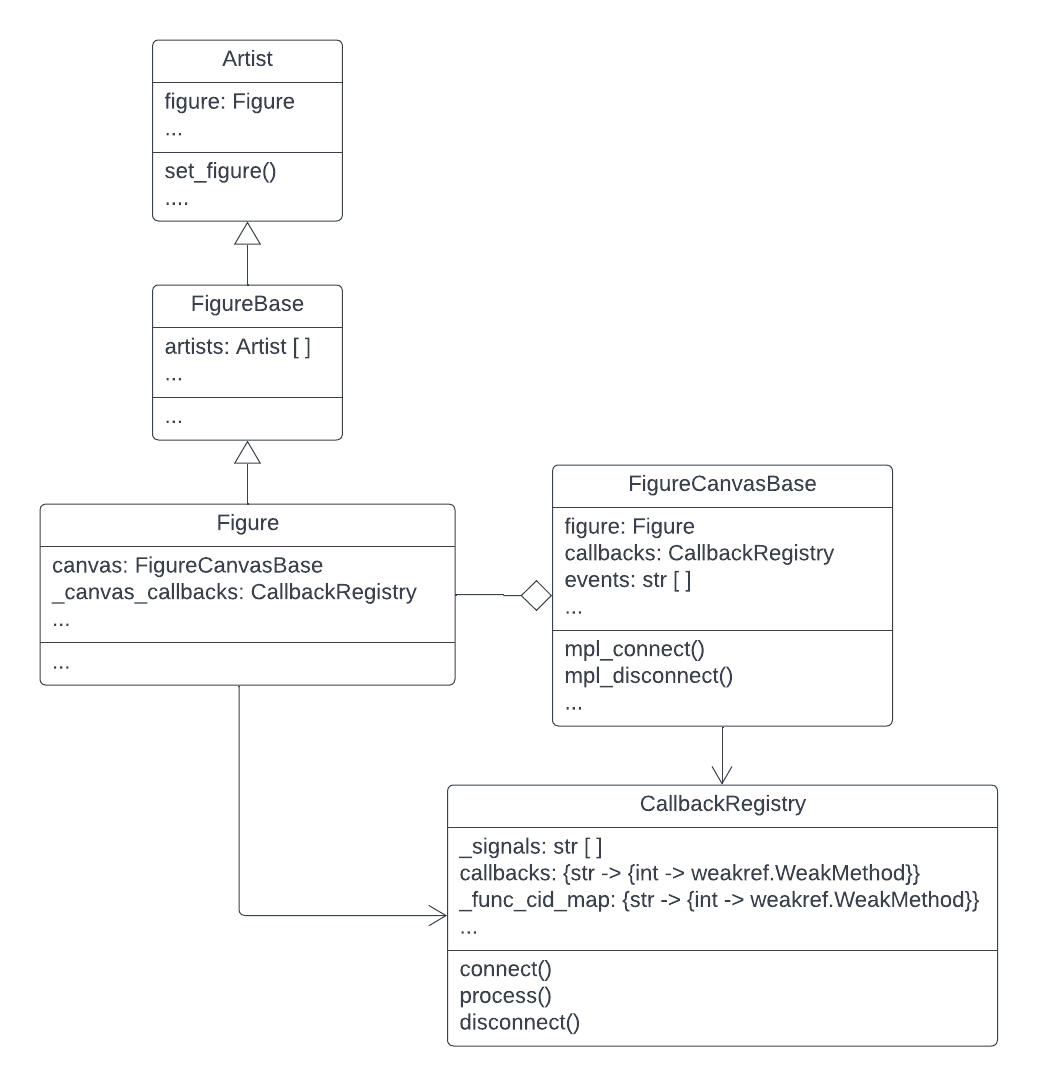 Artist
figure: Figure
...
set_figure()
....
FigureBase
artists: Artist [ ]
...
...
Figure
canvas: FigureCanvasBase
_canvas_callbacks: CallbackRegistry
...
...
FigureCanvasBase
figure: Figure
callbacks: CallbackRegistry
events: str [ ]
...
mpl_connect()
mpl_disconnect()
...
CallbackRegistry
_signals: str [ ]
callbacks: {str -> {int -> weakref.WeakMethod}}
_func_cid_map: {str -> {int -> weakref.WeakMethod}}
...
connect()
process()
disconnect()